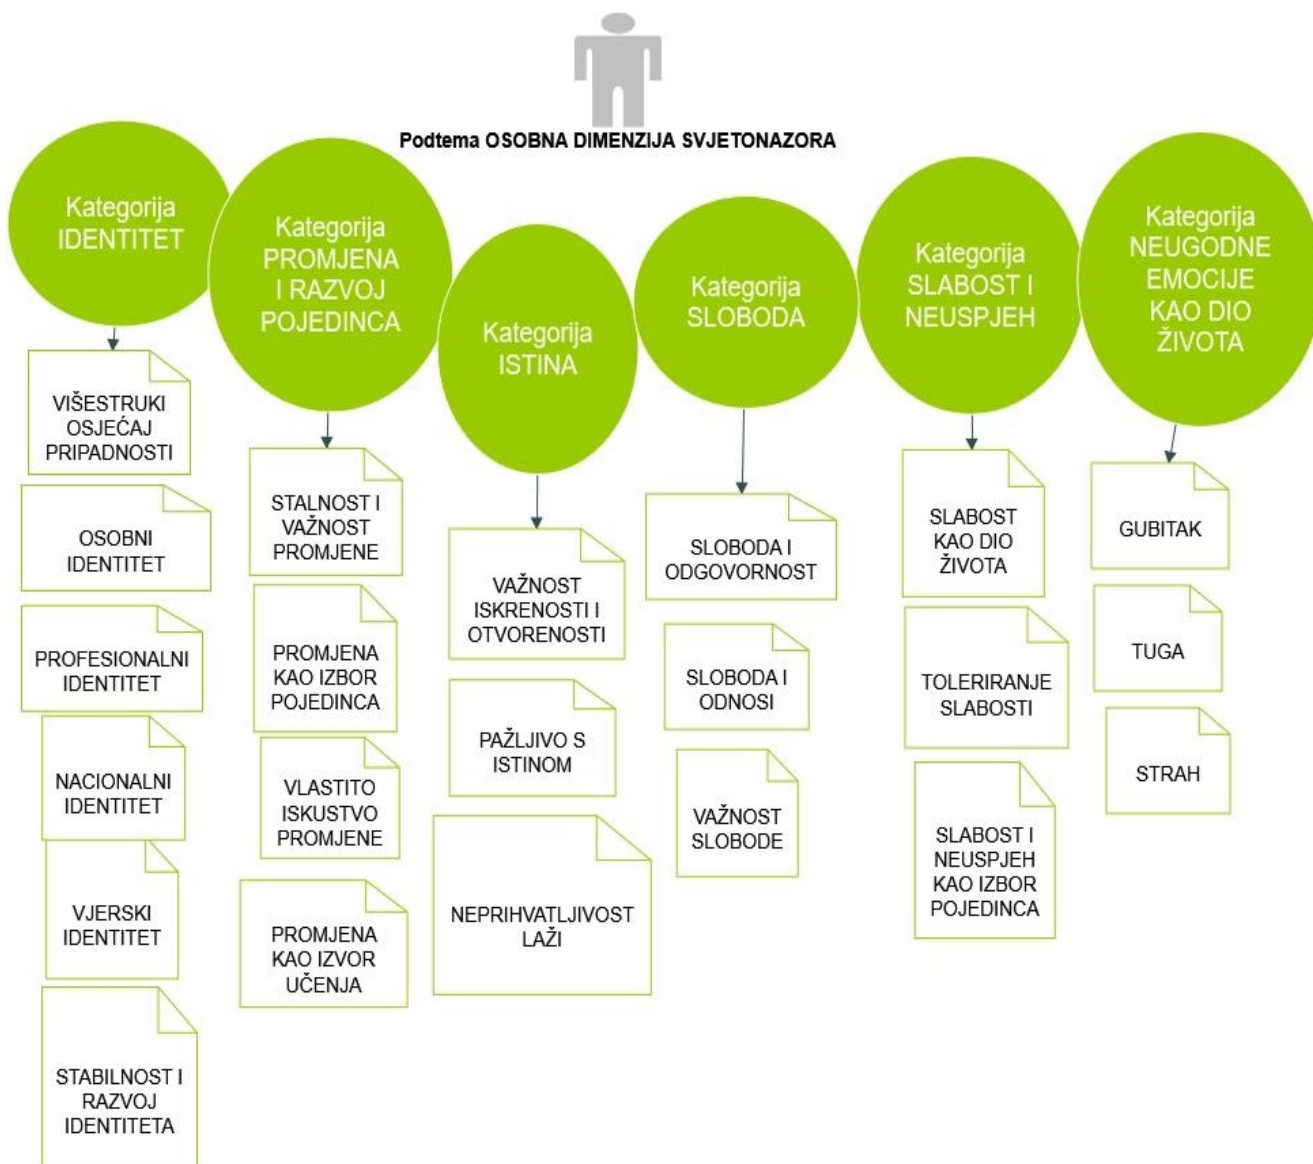 Podtema OSOBNA DIMENZIJA SVJETONAZORA
Kategorija
IDENTITET
VIŠESTRUKI
OSJEĆAJ
PRIPADNOSTI
OSOBNI
IDENTITET
PROFESIONALNI
IDENTITET
NACIONALNI
IDENTITET
VJERSKI
IDENTITET
STABILNOST I
RAZVOJ
IDENTITETA
Kategorija
PROMJENA
I RAZVOJ
POJEDINCA
STALNOST I
VAŽNOST
PROMJENE
PROMJENA
KAO IZBOR
POJEDINCA
VLASTITO
ISKUSTVO
PROMJENE
PROMJENA
KAO IZVOR
UČENJA
Kategorija
ISTINA
VAŽNOST
ISKRENOSTI I
OTVORENOSTI
PAŽLJIVO S
ISTINOM
NEPRIHVATLJIVOST
LAŽI
Kategorija
SLOBODA
SLOBODA I
ODGOVORNOST
SLOBODA I
ODNOSI
VAŽNOST
SLOBODE
Kategorija
SLABOST I
NEUSPJEH
SLABOST
KAO DIO
ŽIVOTA
TOLERIRANJE
SLABOSTI
SLABOST I
NEUSPJEH
KAO IZBOR
POJEDINCA
Kategorija
NEUGODNE
EMOCIJE
KAO DIO
ŽIVOTA
GUBITAK
TUGA
STRAH